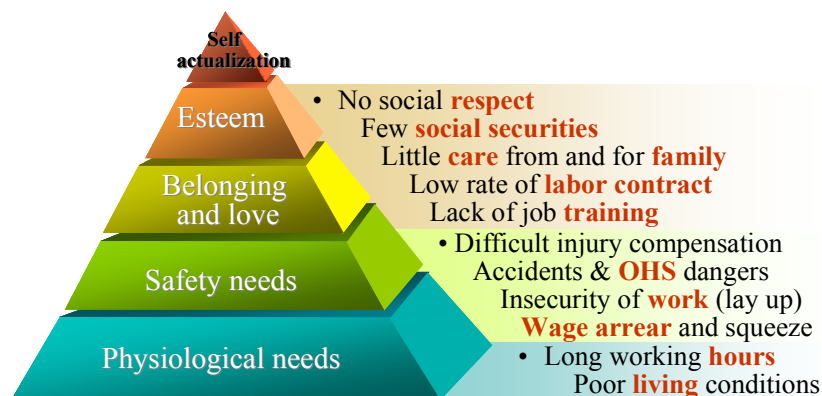 Self
actualization
Esteem
Belonging
and love
Safety needs
Physiological needs
• No social respect
Few social securities
Little care from and for family
Low rate of labor contract
Lack of job training
• Difficult injury compensation
Accidents & OHS dangers
Insecurity of work (lay up)
Wage arrear and squeeze
• Long working hours
Poor living conditions